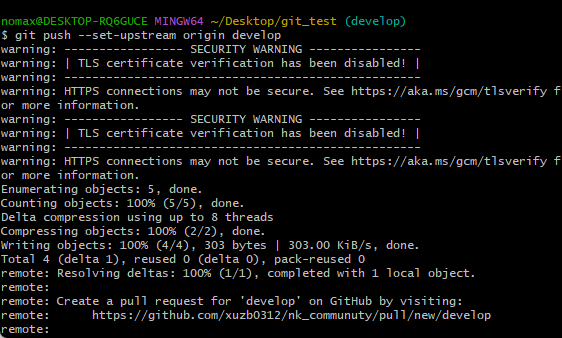 nomax@DESKTOP-RQ6GUCE MINGW64 ~/Desktop/git_test (develop)
$ git push --set-upstream origin develop
warning: ----------------- SECURITY WARNING ----------------
warning: | TLS certificate verification has been disabled! |
warning: ---------------------------------------------------
warning: HTTPS connections may not be secure. See https://aka.ms/gcm/tlsverify f
or more information.
warning: ----------------- SECURITY WARNING ----------------
warning: | TLS certificate verification has been disabled! |
warning: ---------------------------------------------------
warning: HTTPS connections may not be secure. See https://aka.ms/gcm/tlsverify f
or more information.
Enumerating objects: 5, done.
Counting objects: 100% (5/5), done.
Delta compression using up to 8 threads
Compressing objects: 100% (2/2), done.
Writing objects: 100% (4/4), 303 bytes | 303.00 KiB/s, done.
Total 4 (delta 1), reused 0 (delta 0), pack-reused 0
remote: Resolving deltas: 100% (1/1), completed with 1 local object.
remote:
remote: Create a pull request for 'develop' on GitHub by visiting:
remote:      https://github.com/xuzb0312/nk_communuty/pull/new/develop
remote: